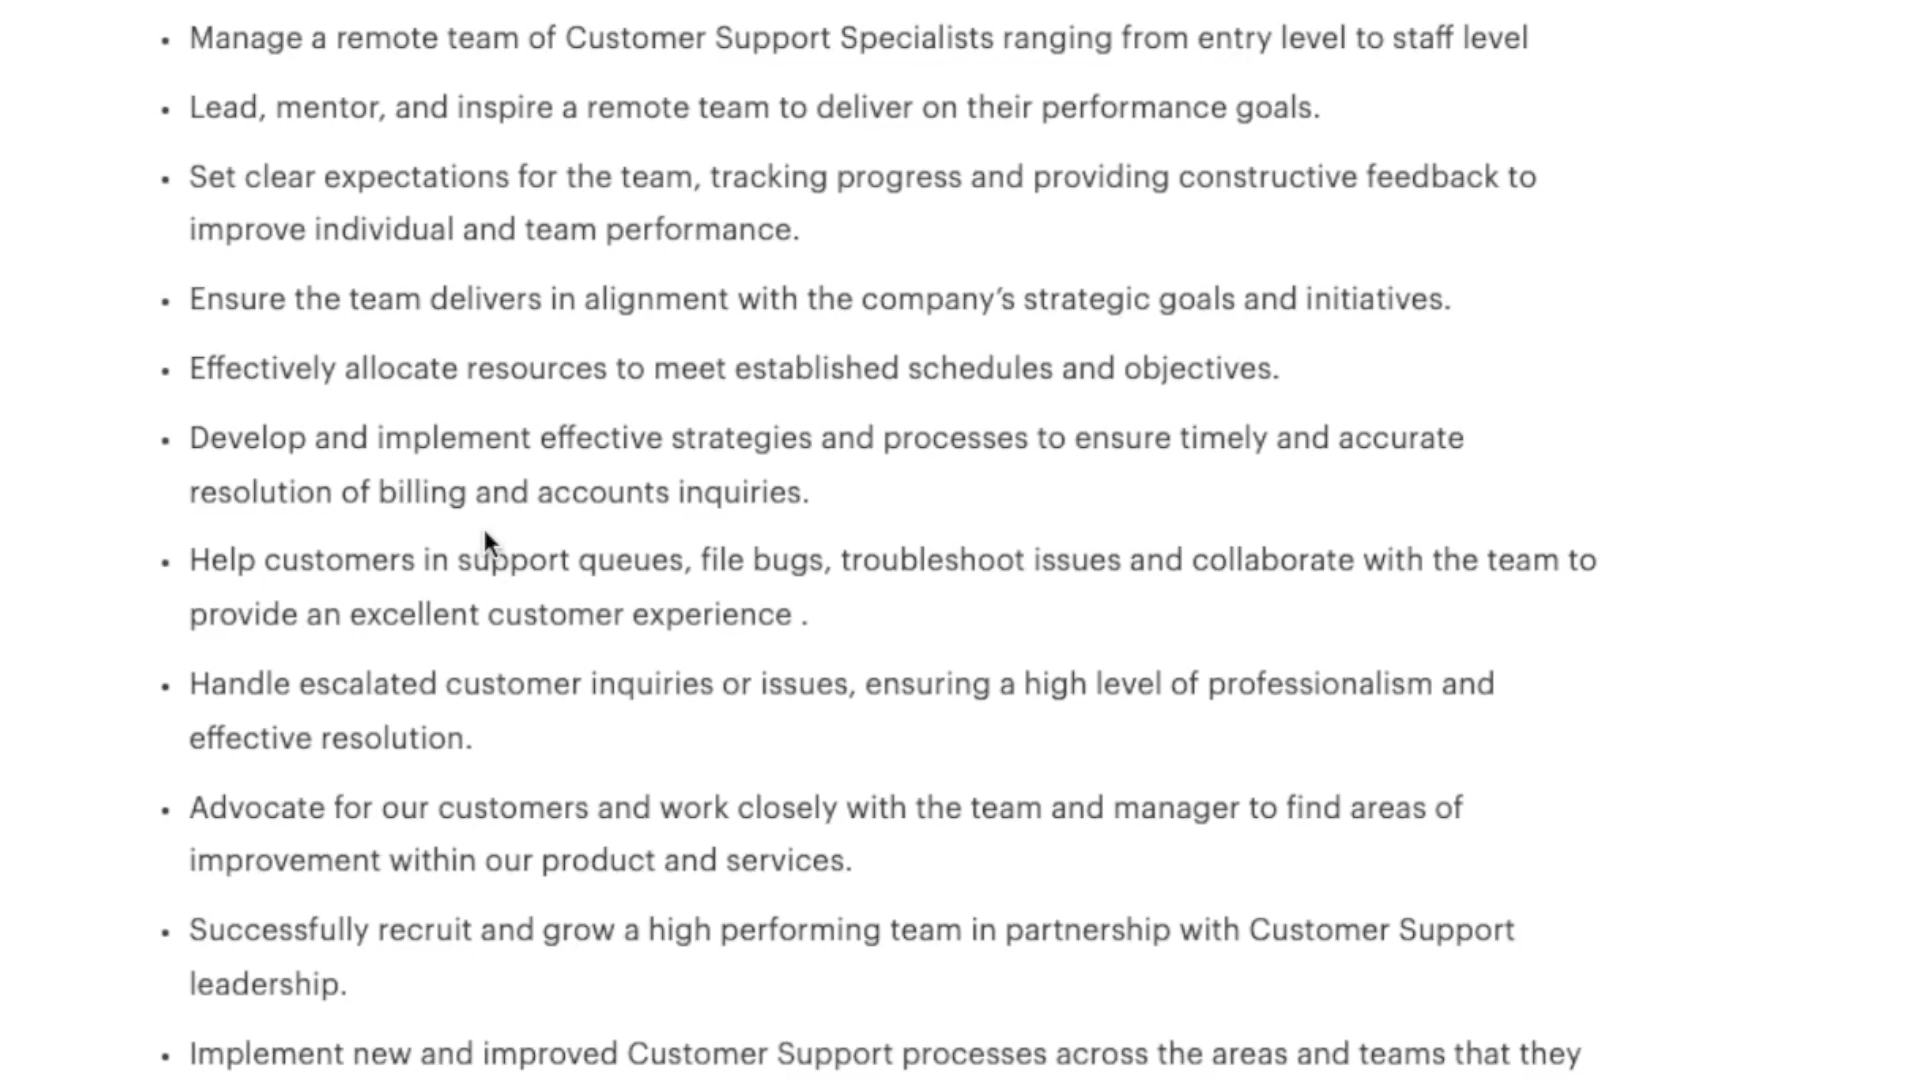 • Manage a remote team of Customer Support Specialists ranging from entry level to staff level
• Lead, mentor, and inspire a remote team to deliver on their performance goals.
• Set clear expectations for the team, tracking progress and providing constructive feedback to
improve individual and team performance.
• Ensure the team delivers in alignment with the company’s strategic goals and initiatives.
• Effectively allocate resources to meet established schedules and objectives.
• Develop and implement effective strategies and processes to ensure timely and accurate
resolution of billing and accounts inquiries.
• Help customers in support queues, file bugs, troubleshoot issues and collaborate with the team to
provide an excellent customer experience .
• Handle escalated customer inquiries or issues, ensuring a high level of professionalism and
effective resolution.
• Advocate for our customers and work closely with the team and manager to find areas of
improvement within our product and services.
• Successfully recruit and grow a high performing team in partnership with Customer Support
leadership.
• Implement new and improved Customer Support processes across the areas and teams that they